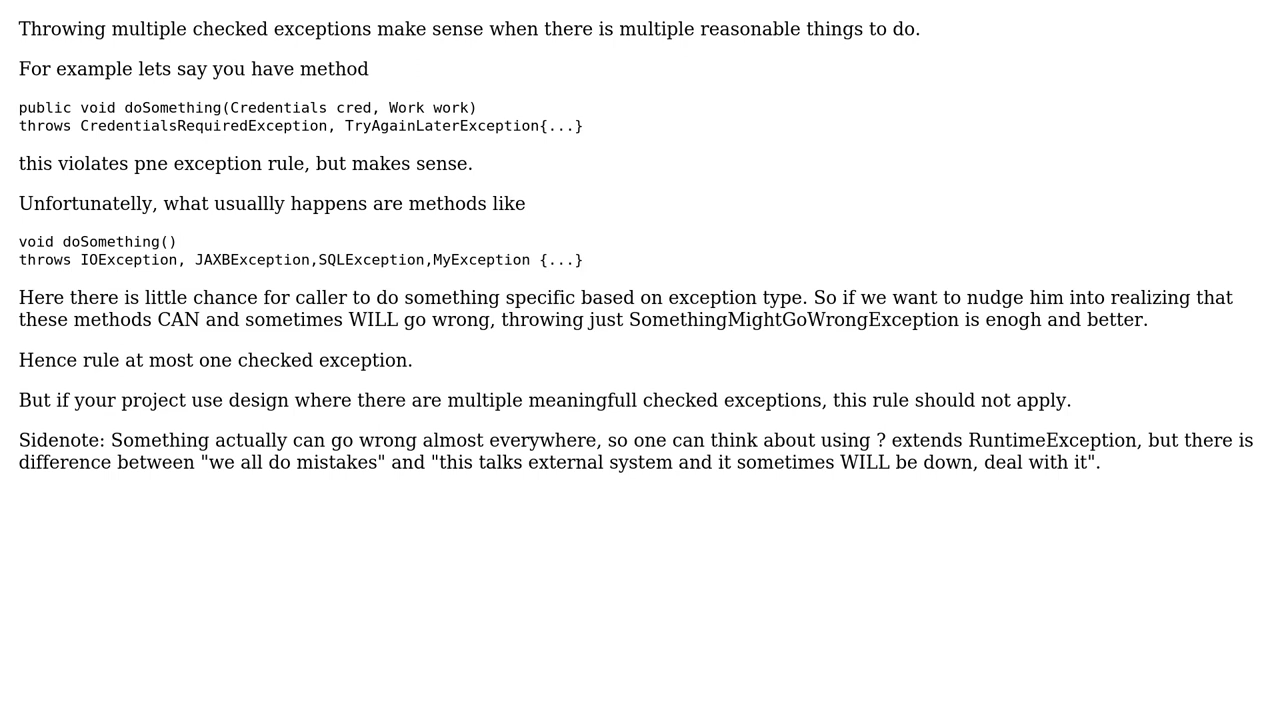 Throwing multiple checked exceptions make sense when there is multiple reasonable things to do.
For example lets say you have method
public void doSomething(Credentials cred, Work work)
throws CredentialsRequiredException, TryAgainLaterException{...}
this violates pne exception rule, but makes sense.
Unfortunatelly, what usuallly happens are methods like
void doSomething()
throws IOException, JAXBException,SQLException,MyException {...}
Here there is little chance for caller to do something specific based on exception type. So if we want to nudge him into realizing that
these methods CAN and sometimes WILL go wrong, throwing just SomethingMightGoWrongException is enogh and better.
Hence rule at most one checked exception.
But if your project use design where there are multiple meaningfull checked exceptions, this rule should not apply.
Sidenote: Something actually can go wrong almost everywhere, so one can think about using ? extends RuntimeException, but there is
difference between "we all do mistakes" and "this talks external system and it sometimes WILL be down, deal with it".